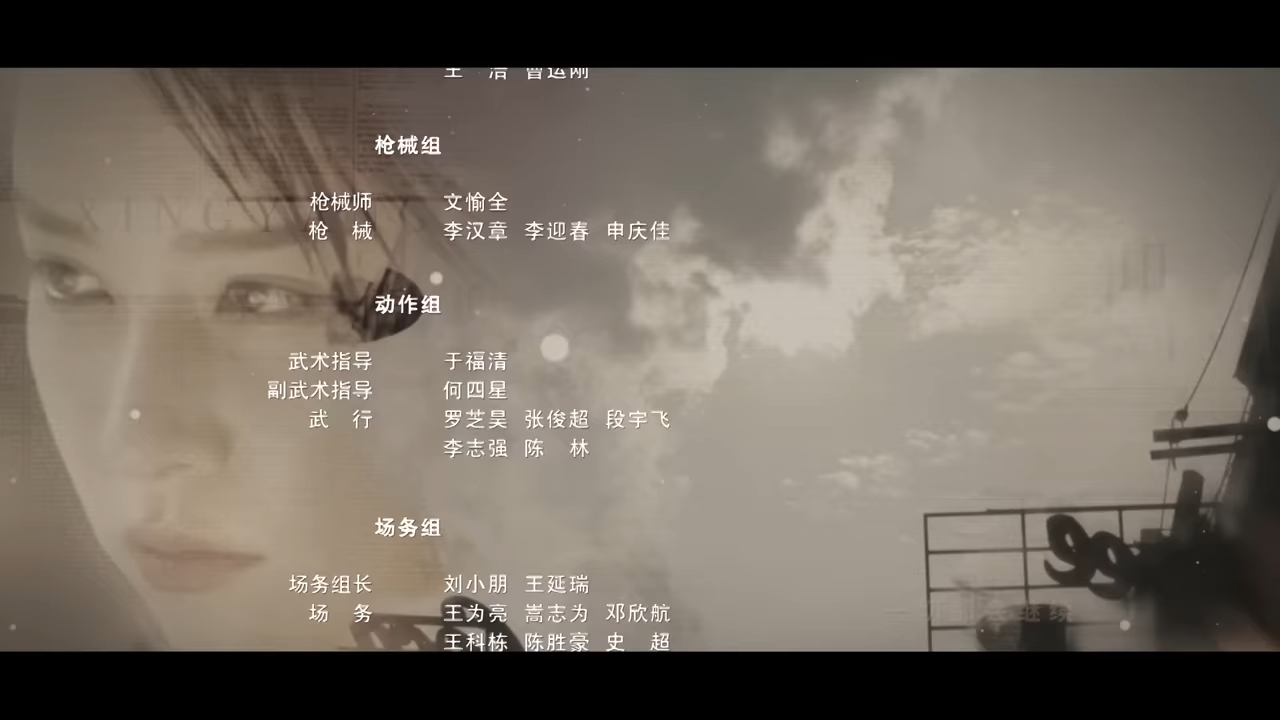 枪械组
枪械师 文愉全
枪 械 李汉章 李迎春 申庆佳
动作组
武术指导 于福清
副武术指导 何四星
武 行 罗芝昊 张俊超 段宇飞
李志强 陈 林
场务组
场务组长 刘小朋 王延瑞
场 务 王为亮 嵩志为 邓欣航
王科栋 陈胜豪 史 超